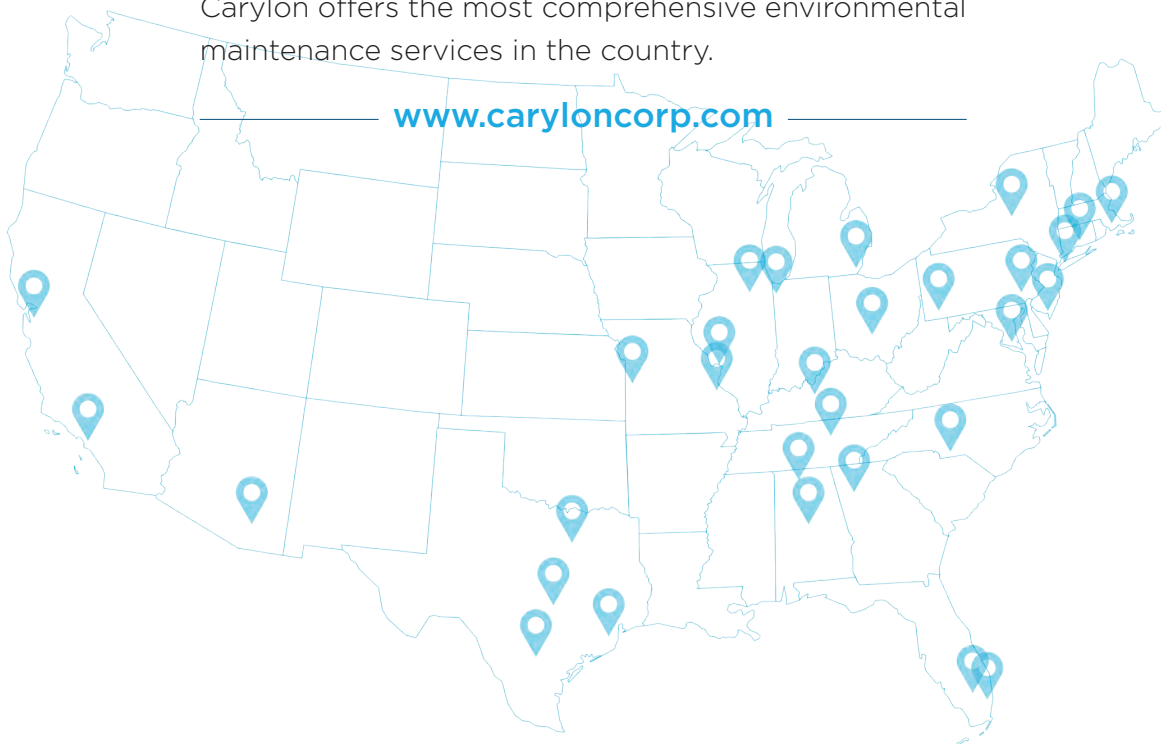 Carylon offers the most comprehensive environmental
maintenance services in the country.
www.caryloncorp.com